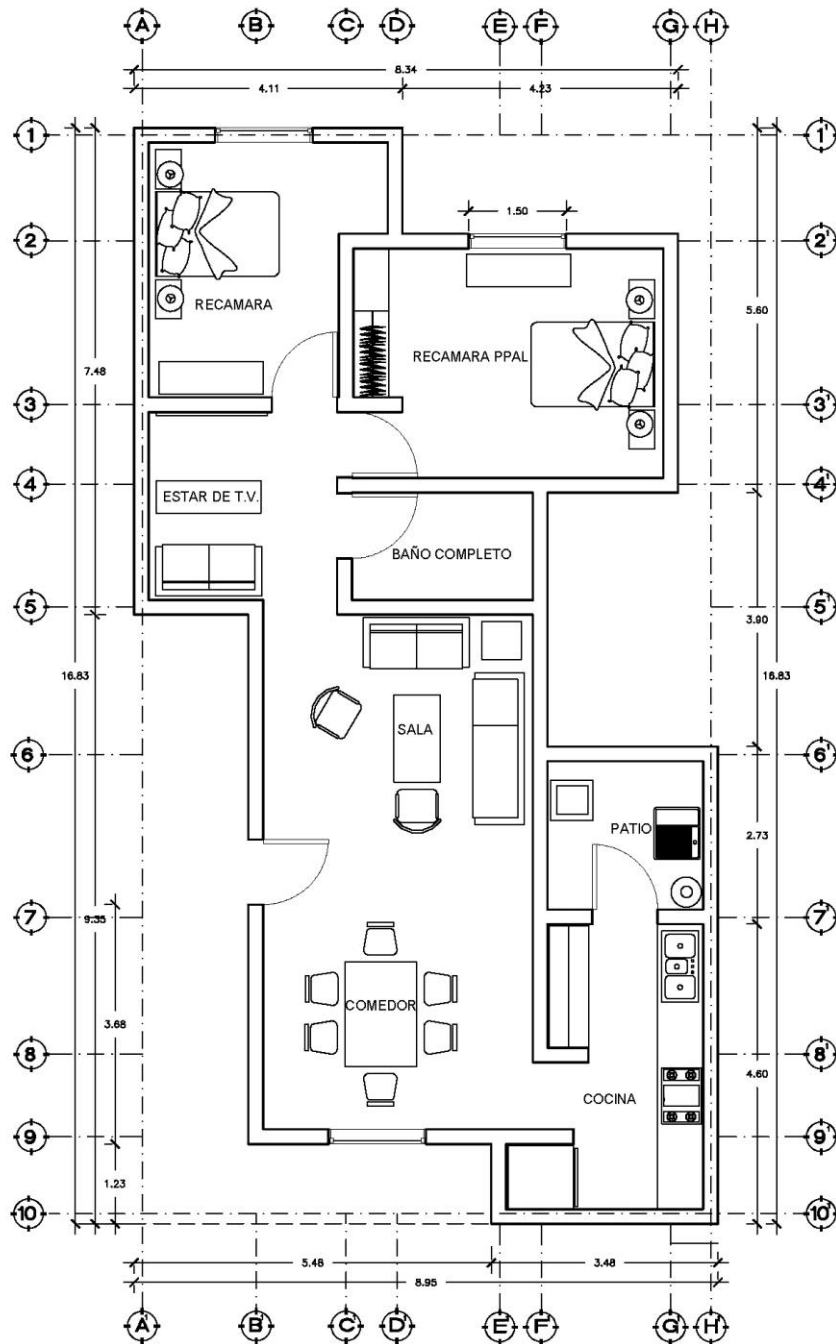 A B C D E F G H
8.34
4.11 4.23
1 1'
1.50
2 2'
RECAMARA
5.60
RECAMARA PPAL
7.48
3 3'
4 4'
ESTAR DE T.V.
BAÑO COMPLETO
5 5'
3.90
16.83 16.83
SALA
6 6'
PATIO
2.73
7 7'
9.35
COMEDOR
3.68
8 8'
4.60
COCINA
9 9'
1.23
10 10'
5.48 3.48
8.95
A' B' C' D' E' F' G' H'